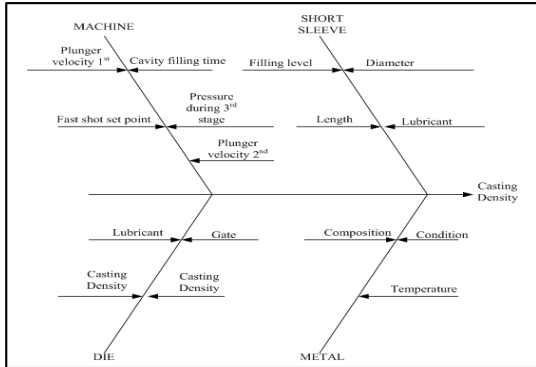 MACHINE
SHORT
SLEEVE
Plunger
velocity 1st
Cavity filling time
Filling level
Diameter
Fast shot set point
Pressure
during 3rd
stage
Length
Lubricant
Plunger
velocity 2nd
Casting
Density
Lubricant
Gate
Composition
Condition
Casting
Density
Casting
Density
Temperature
DIE
METAL